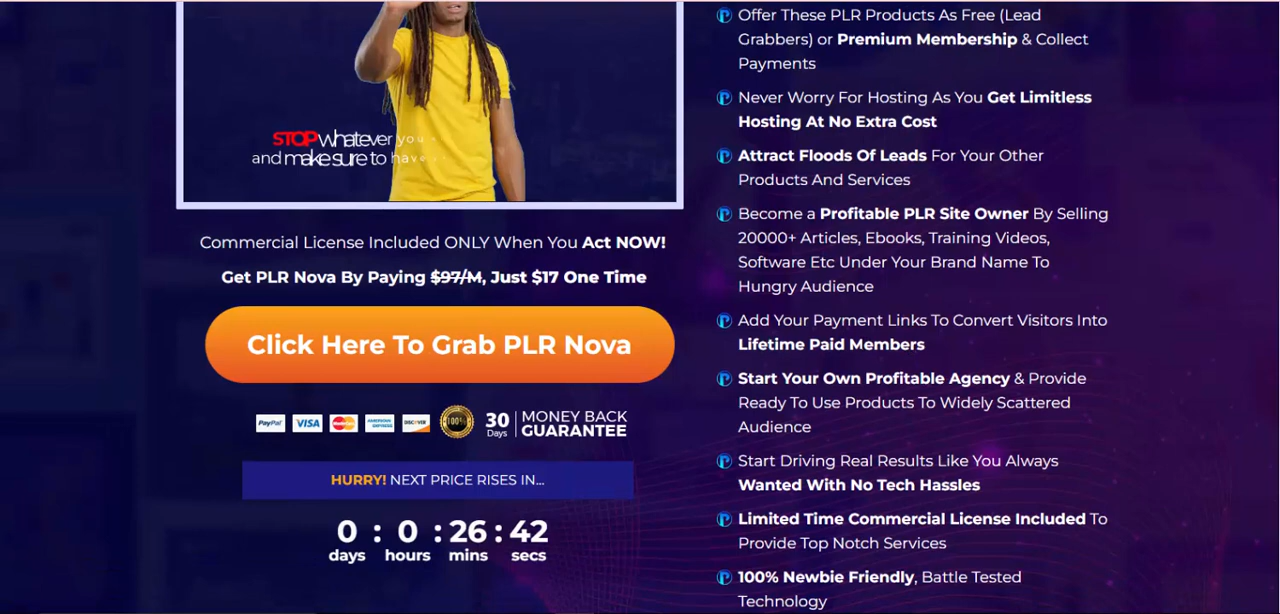 STOP whatever you
and make sure to have
Commercial License Included ONLY When You Act NOW!
Get PLR Nova By Paying $97/M, Just $17 One Time
Click Here To Grab PLR Nova
PayPal VISA MasterCard AMERICAN EXPRESS DISCOVER 100% 30 Days MONEY BACK GUARANTEE
HURRY! NEXT PRICE RISES IN...
0 : 0 : 26 : 42
days hours mins secs
Offer These PLR Products As Free (Lead
Grabbers) or Premium Membership & Collect
Payments
Never Worry For Hosting As You Get Limitless
Hosting At No Extra Cost
Attract Floods Of Leads For Your Other
Products And Services
Become a Profitable PLR Site Owner By Selling
20000+ Articles, Ebooks, Training Videos,
Software Etc Under Your Brand Name To
Hungry Audience
Add Your Payment Links To Convert Visitors Into
Lifetime Paid Members
Start Your Own Profitable Agency & Provide
Ready To Use Products To Widely Scattered
Audience
Start Driving Real Results Like You Always
Wanted With No Tech Hassles
Limited Time Commercial License Included To
Provide Top Notch Services
100% Newbie Friendly, Battle Tested
Technology